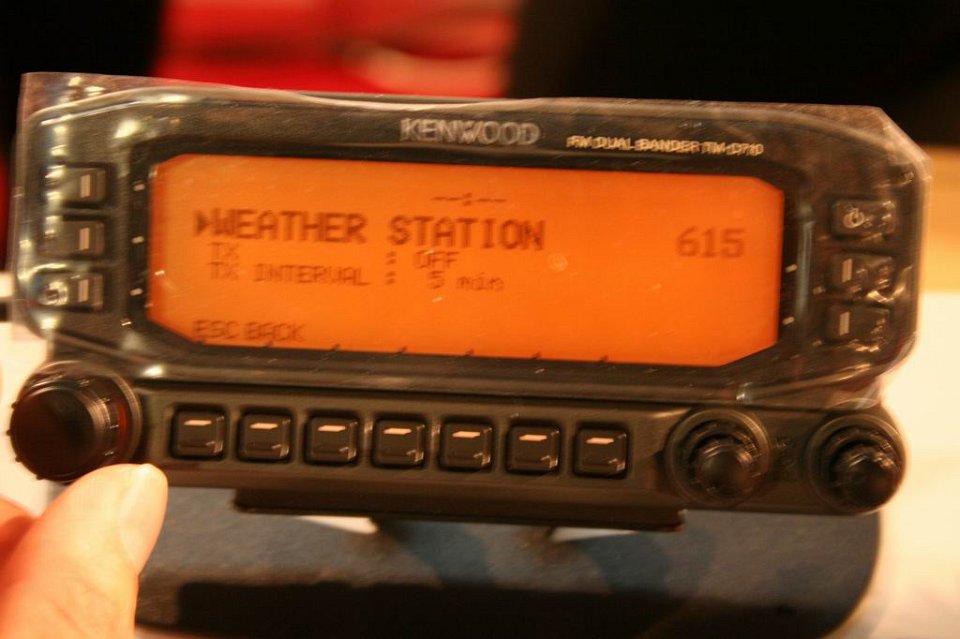 KENWOOD
FM DUAL BANDER TM-D710
--:--
▶WEATHER STATION 615
TX : OFF
TX INTERVAL : 5 min
ESC BACK